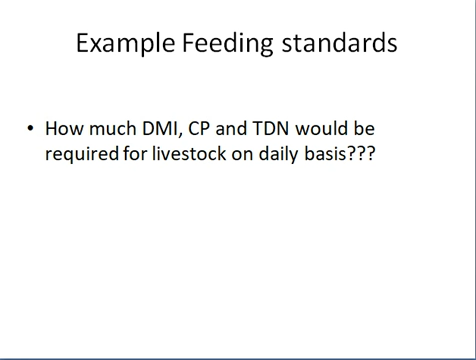 Example Feeding standards
• How much DMI, CP and TDN would be
required for livestock on daily basis???